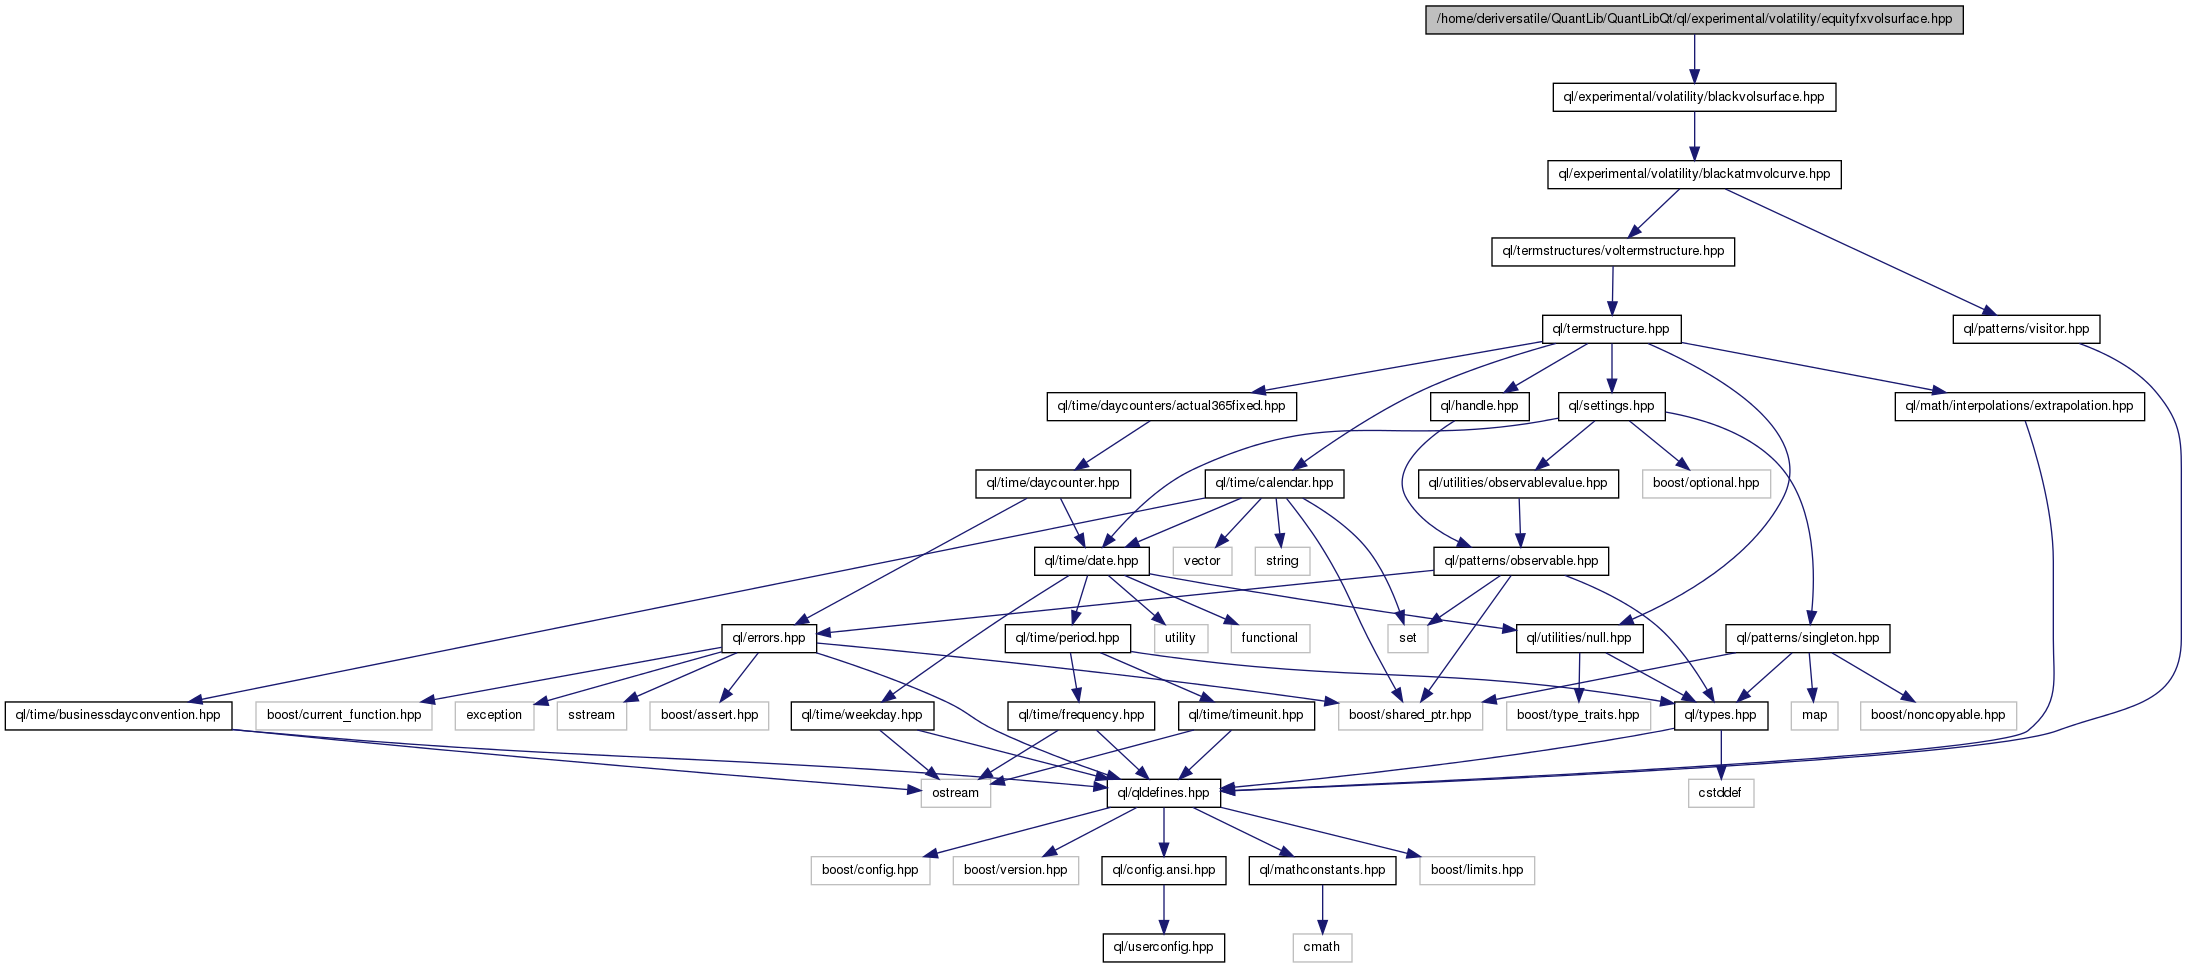 /home/deriversatile/QuantLib/QuantLibQt/ql/experimental/volatility/equityfxvolsurface.hpp
ql/experimental/volatility/blackvolsurface.hpp
ql/experimental/volatility/blackatmvolcurve.hpp
ql/termstructures/voltermstructure.hpp
ql/termstructure.hpp
ql/patterns/visitor.hpp
ql/time/daycounters/actual365fixed.hpp
ql/handle.hpp
ql/settings.hpp
ql/math/interpolations/extrapolation.hpp
ql/time/daycounter.hpp
ql/time/calendar.hpp
ql/utilities/observablevalue.hpp
boost/optional.hpp
ql/time/date.hpp
vector
string
ql/patterns/observable.hpp
ql/errors.hpp
ql/time/period.hpp
utility
functional
set
ql/utilities/null.hpp
ql/patterns/singleton.hpp
ql/time/businessdayconvention.hpp
boost/current_function.hpp
exception
sstream
boost/assert.hpp
ql/time/weekday.hpp
ql/time/frequency.hpp
ql/time/timeunit.hpp
boost/shared_ptr.hpp
boost/type_traits.hpp
ql/types.hpp
map
boost/noncopyable.hpp
ostream
ql/qldefines.hpp
cstddef
boost/config.hpp
boost/version.hpp
ql/config.ansi.hpp
ql/mathconstants.hpp
boost/limits.hpp
ql/userconfig.hpp
cmath